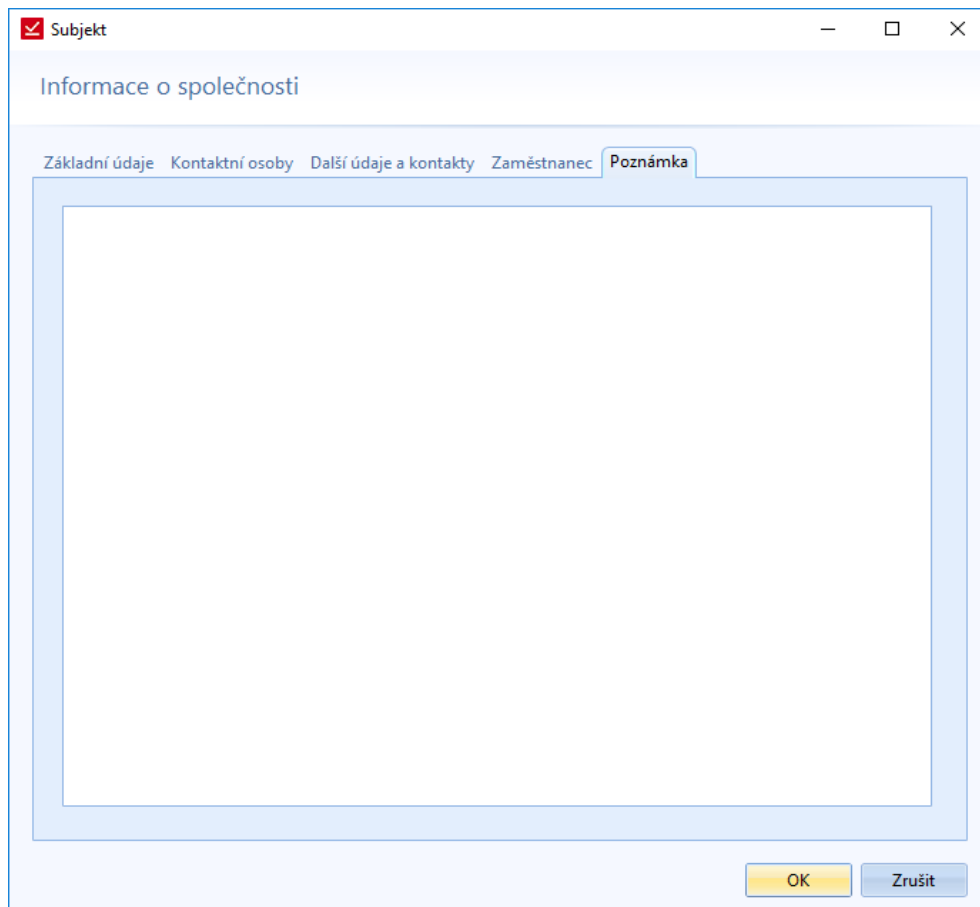 Subjekt
Informace o společnosti
Základní údaje Kontaktní osoby Další údaje a kontakty Zaměstnanec Poznámka
OK Zrušit